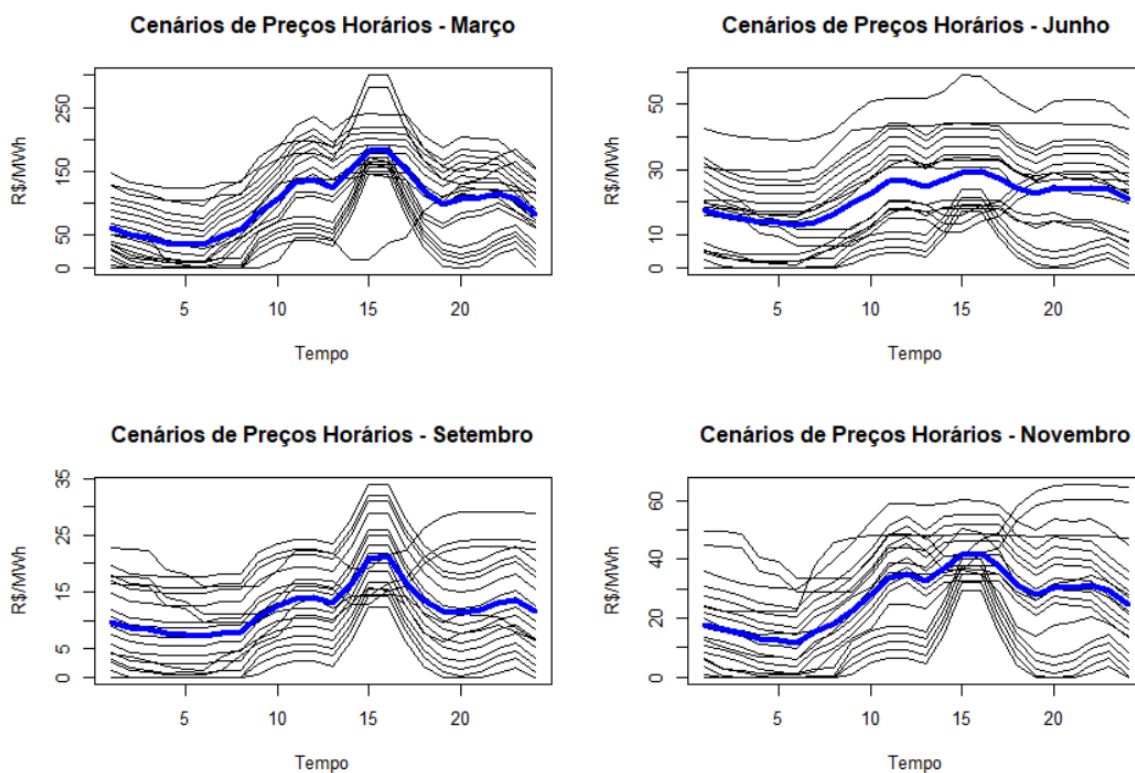 Cenários de Preços Horários - Março
R$/MWh
0 50 150 250
5 10 15 20
Tempo
Cenários de Preços Horários - Junho
R$/MWh
0 10 30 50
5 10 15 20
Tempo
Cenários de Preços Horários - Setembro
R$/MWh
0 5 15 25 35
5 10 15 20
Tempo
Cenários de Preços Horários - Novembro
R$/MWh
0 20 40 60
5 10 15 20
Tempo